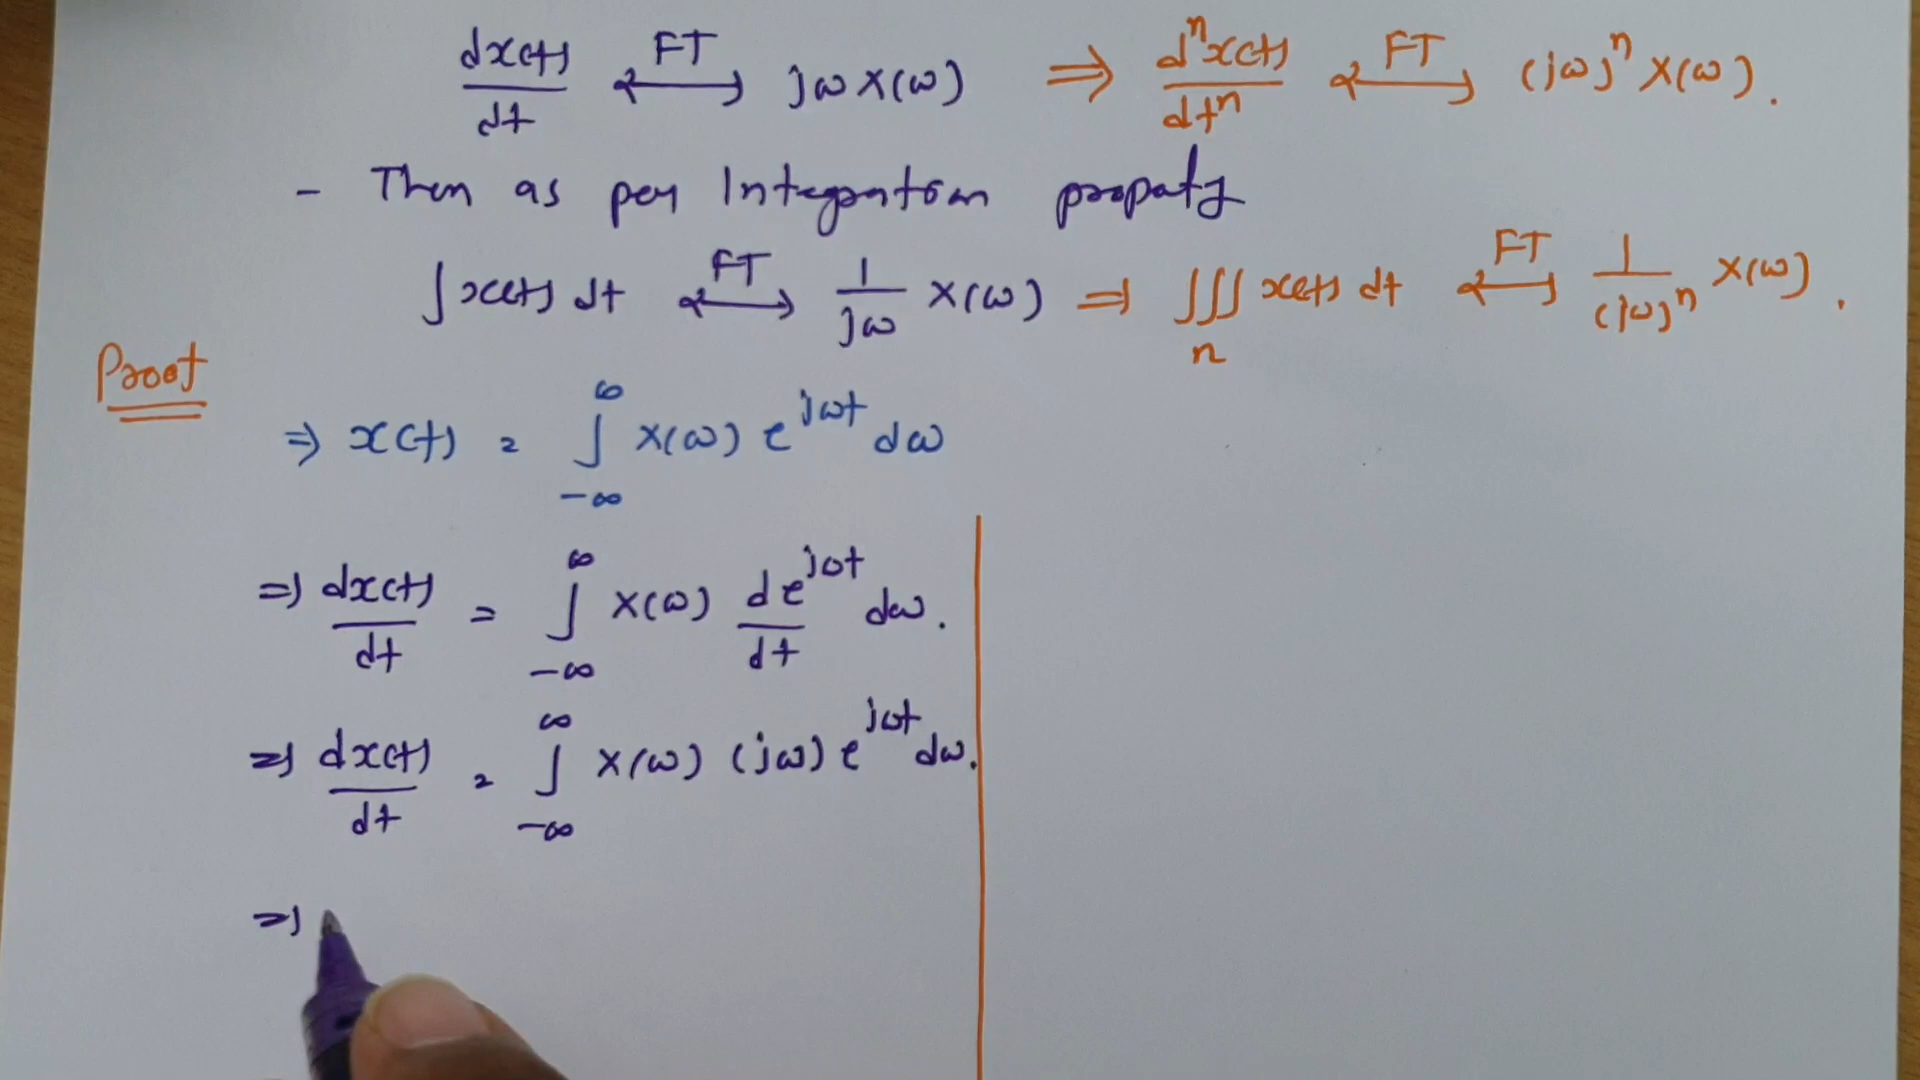 dx(t)/dt ⟷FT jω X(ω) ⇒ dⁿx(t)/dtⁿ ⟷FT (jω)ⁿ X(ω).
- Then as per Integration property
∫x(t) dt ⟷FT 1/jω X(ω) ⇒ ∫∫∫ₙ x(t) dt ⟷FT 1/(jω)ⁿ X(ω).
Proof
⇒ x(t) = ∫_{-∞}^{∞} X(ω) e^{jωt} dω
⇒ dx(t)/dt = ∫_{-∞}^{∞} X(ω) de^{jωt}/dt dω.
⇒ dx(t)/dt = ∫_{-∞}^{∞} X(ω) (jω) e^{jωt} dω.
⇒